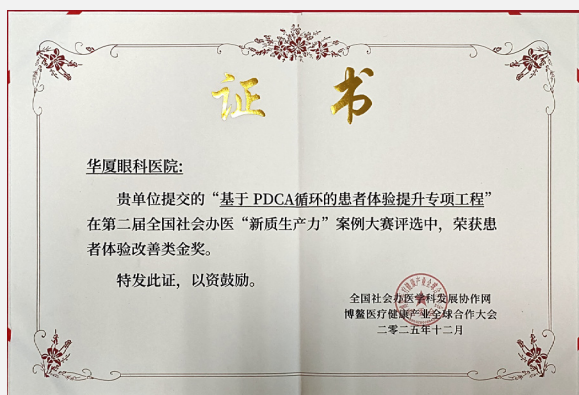 证 书
华厦眼科医院:
贵单位提交的“基于 PDCA循环的患者体验提升专项工程”
在第二届全国社会办医“新质生产力”案例大赛评选中，荣获患
者体验改善类金奖。
特发此证，以资鼓励。
全国社会办医学科发展协作网
博鳌医疗健康产业全球合作大会
二零二五年十二月